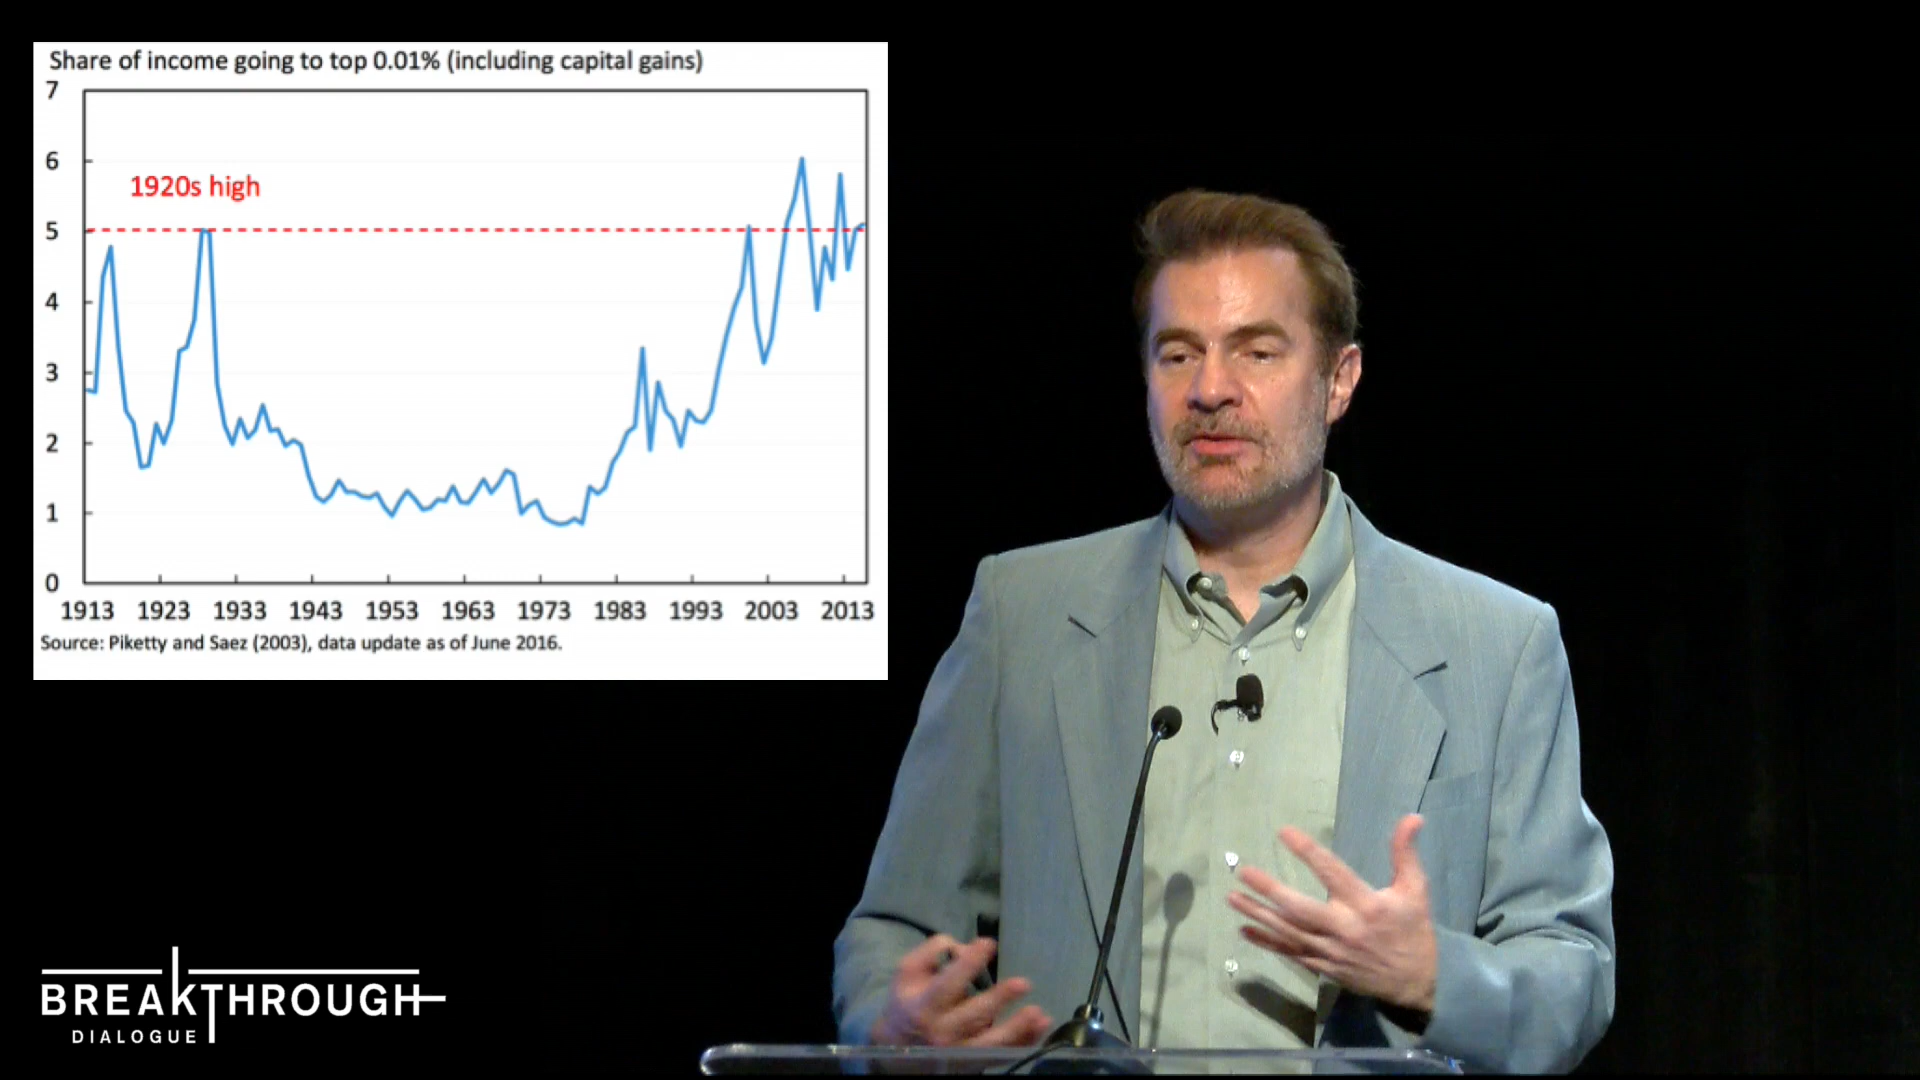 Share of income going to top 0.01% (including capital gains)
7
6
1920s high
5
4
3
2
1
0
1913 1923 1933 1943 1953 1963 1973 1983 1993 2003 2013
Source: Piketty and Saez (2003), data update as of June 2016.
BREAKTHROUGH
DIALOGUE